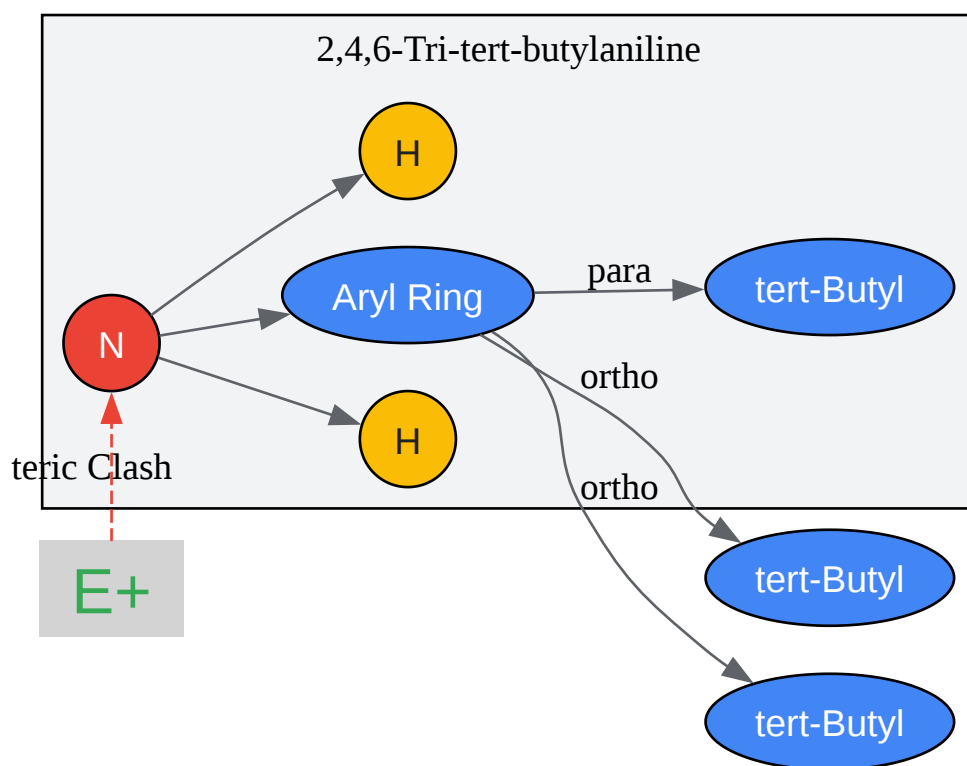 2,4,6-Tri-tert-butylaniline
H
Aryl Ring
para
tert-Butyl
N
ortho
H
teric Clash
ortho
E+
tert-Butyl
tert-Butyl